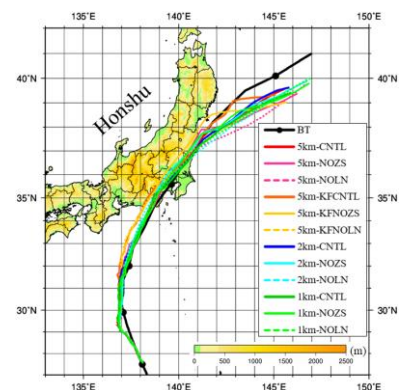 135°E 140°E 145°E 150°E
40°N
35°N
30°N
Honshu
BT
5km-CNTL
5km-NOZS
5km-NOLN
5km-KFCNTL
5km-KFNOZS
5km-KFNOLN
2km-CNTL
2km-NOZS
2km-NOLN
1km-CNTL
1km-NOZS
1km-NOLN
(m)
0 500 1000 1500 2000 2500
135°E 140°E 145°E 150°E
40°N
35°N
30°N